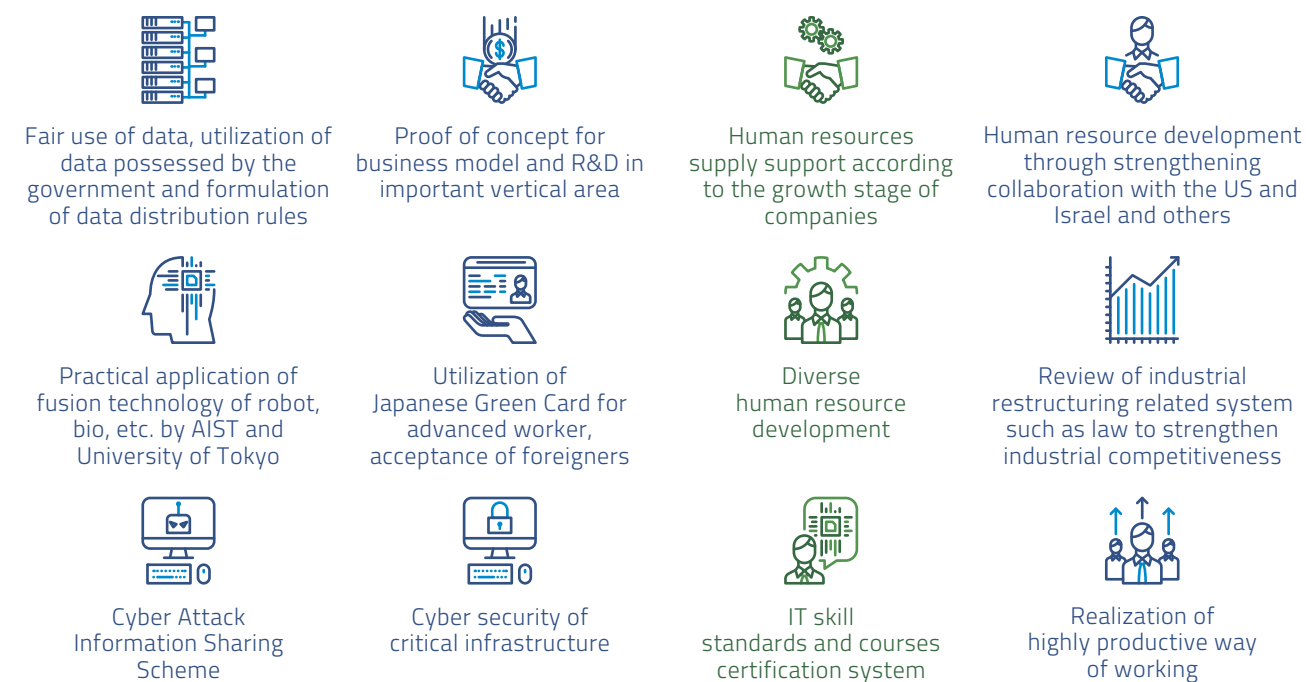 Fair use of data, utilization of
data possessed by the
government and formulation
of data distribution rules
Proof of concept for
business model and R&D in
important vertical area
Human resources
supply support according
to the growth stage of
companies
Human resource development
through strengthening
collaboration with the US and
Israel and others
Practical application of
fusion technology of robot,
bio, etc. by AIST and
University of Tokyo
Utilization of
Japanese Green Card for
advanced worker,
acceptance of foreigners
Diverse
human resource
development
Review of industrial
restructuring related system
such as law to strengthen
industrial competitiveness
Cyber Attack
Information Sharing
Scheme
Cyber security of
critical infrastructure
IT skill
standards and courses
certification system
Realization of
highly productive way
of working